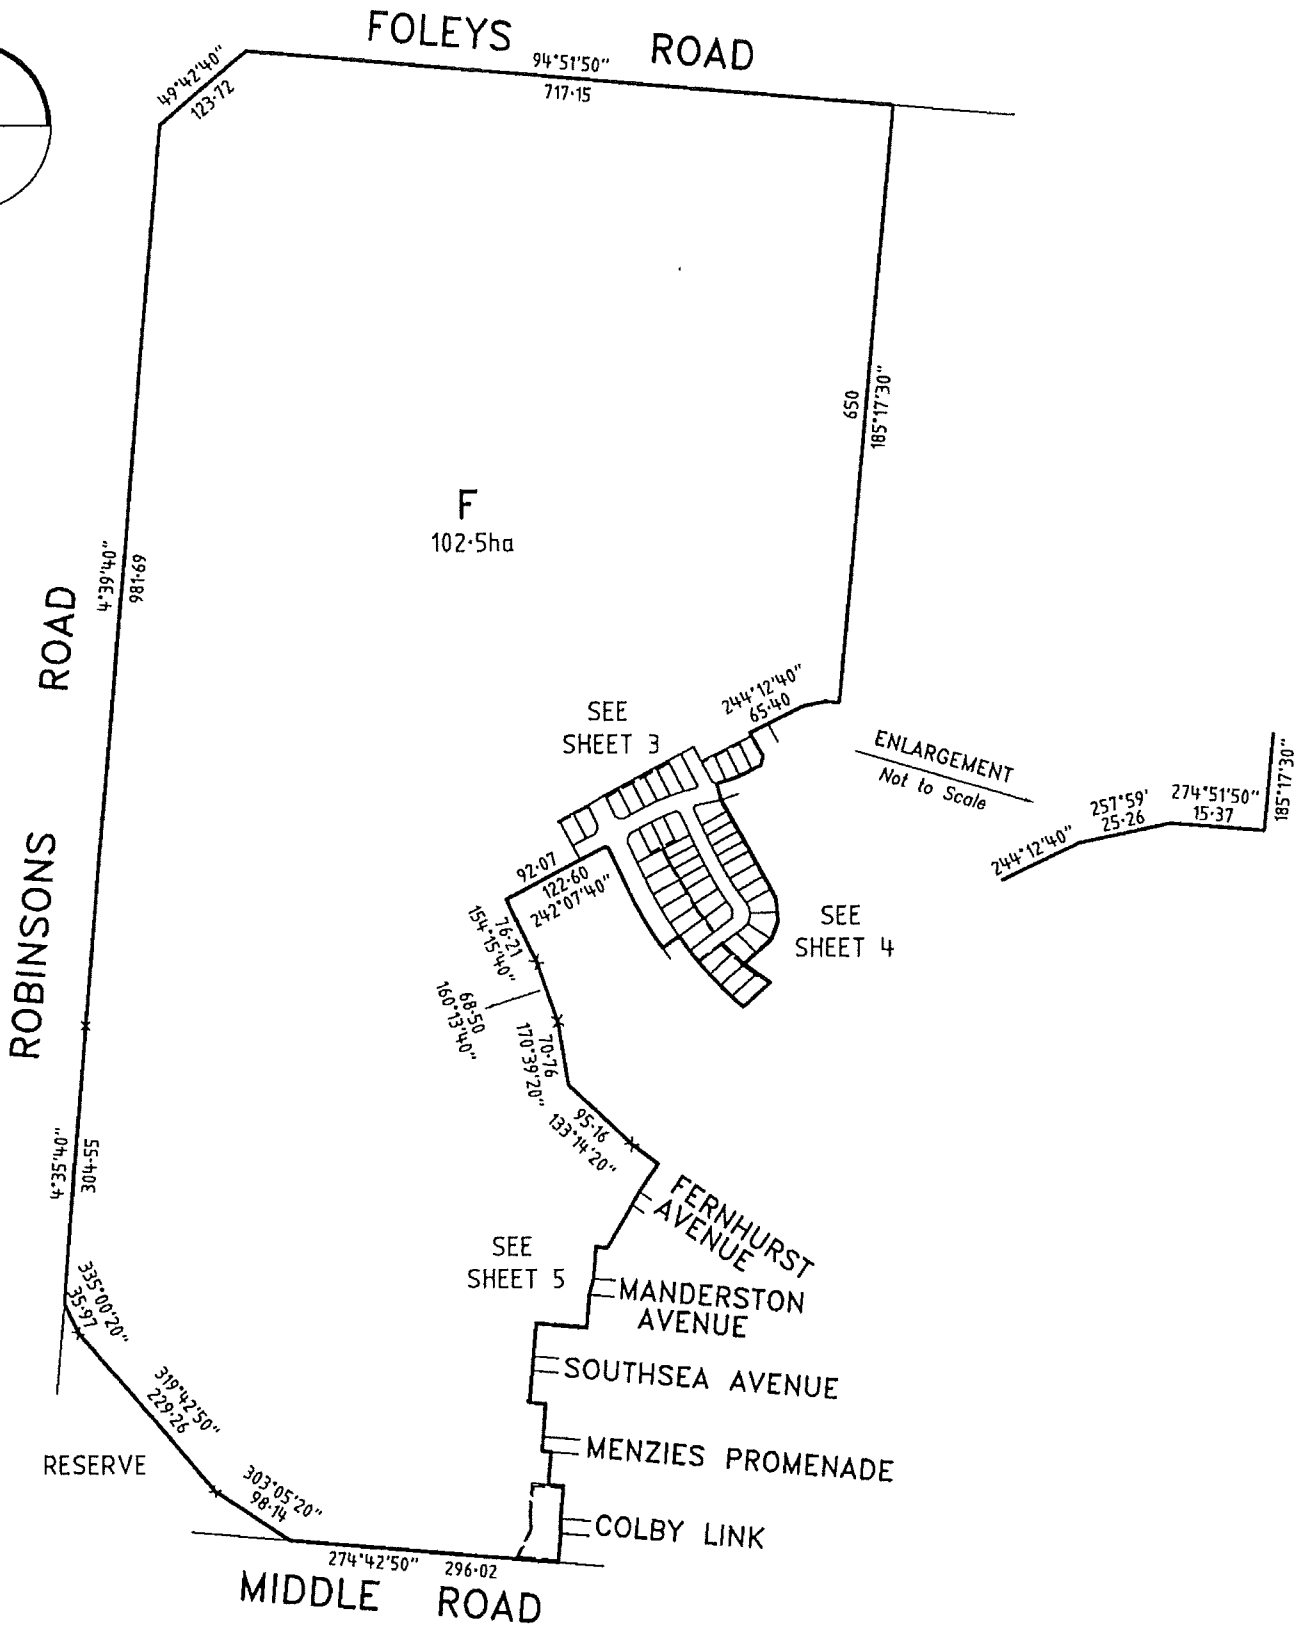 FOLEYS ROAD
94°51'50"
717·15
49°42'40"
123·72
650
185°17'30"
F
102·5ha
4°39'40"
981·69
ROBINSONS ROAD
SEE
SHEET 3
244°12'40"
65·40
ENLARGEMENT
Not to Scale
244°12'40"
257°59'
25·26
274°51'50"
15·37
185°17'30"
92·07
122·60
242°07'40"
76·21
154°15'40"
SEE
SHEET 4
68·50
160°13'40"
70·76
170°39'20"
95·16
133°14'20"
4°35'40"
304·55
FERNHURST
AVENUE
SEE
SHEET 5
MANDERSTON
AVENUE
335°00'20"
35·97
SOUTHSEA AVENUE
319°42'50"
229·26
MENZIES PROMENADE
RESERVE
303°05'20"
98·14
COLBY LINK
274°42'50" 296·02
MIDDLE ROAD